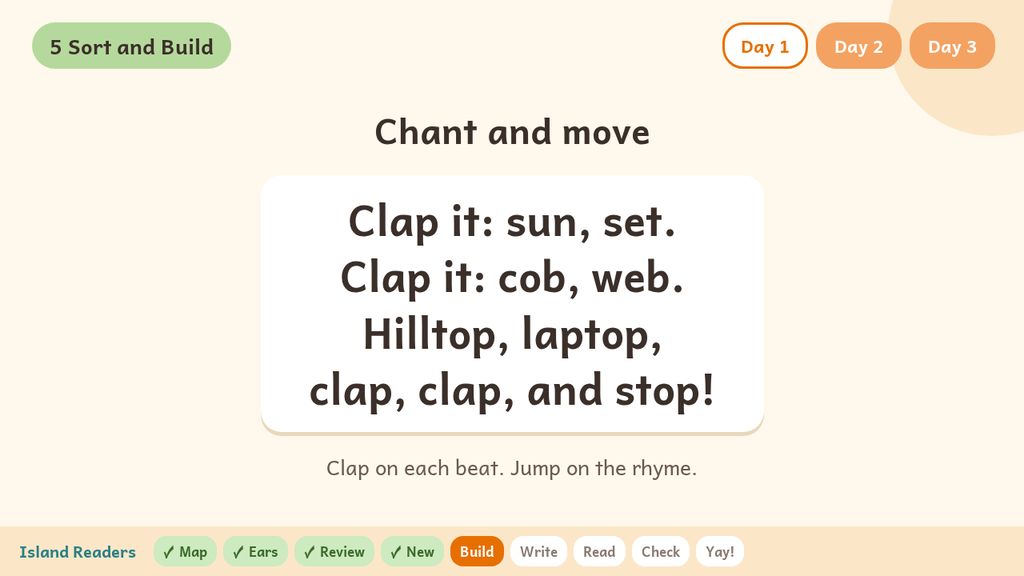 5 Sort and Build
Day 1
Day 2
Day 3
Chant and move
Clap it: sun, set.
Clap it: cob, web.
Hilltop, laptop,
clap, clap, and stop!
Clap on each beat. Jump on the rhyme.
Island Readers
✓ Map
✓ Ears
✓ Review
✓ New
Build
Write
Read
Check
Yay!